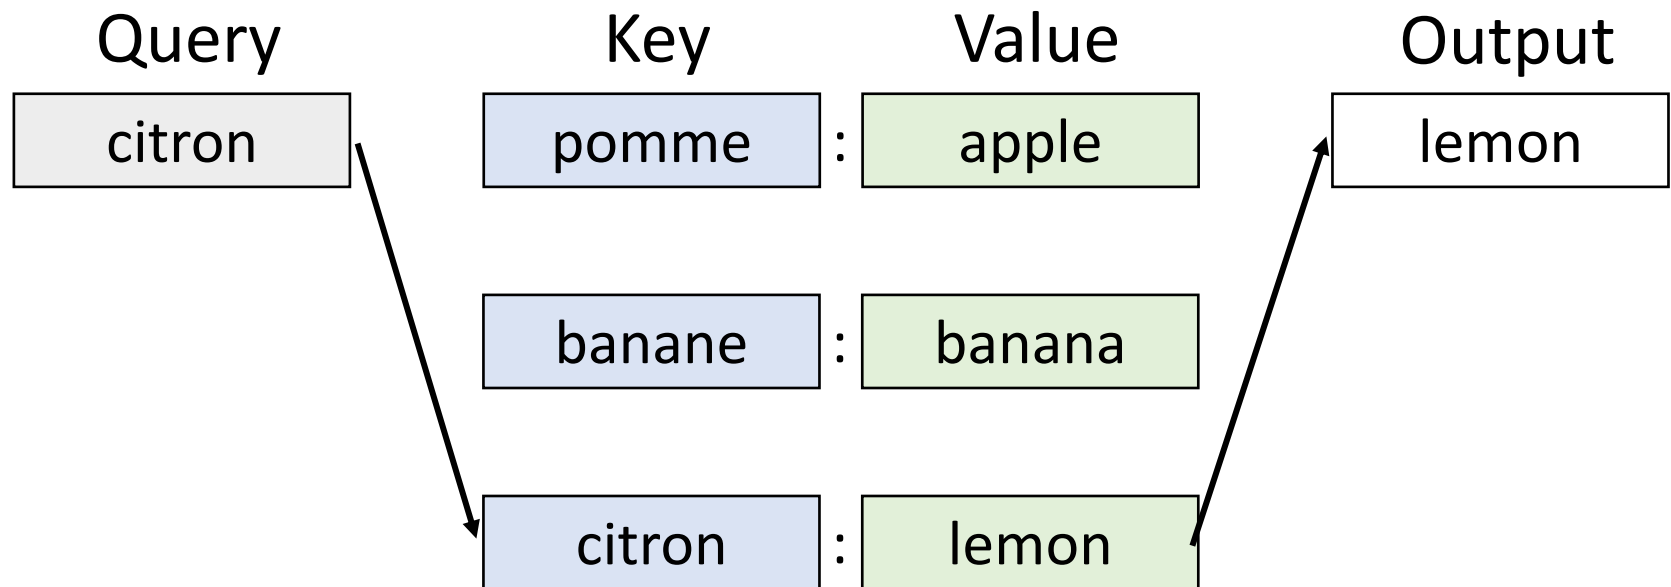 Query Key Value Output
citron pomme : apple lemon
banane : banana
citron : lemon